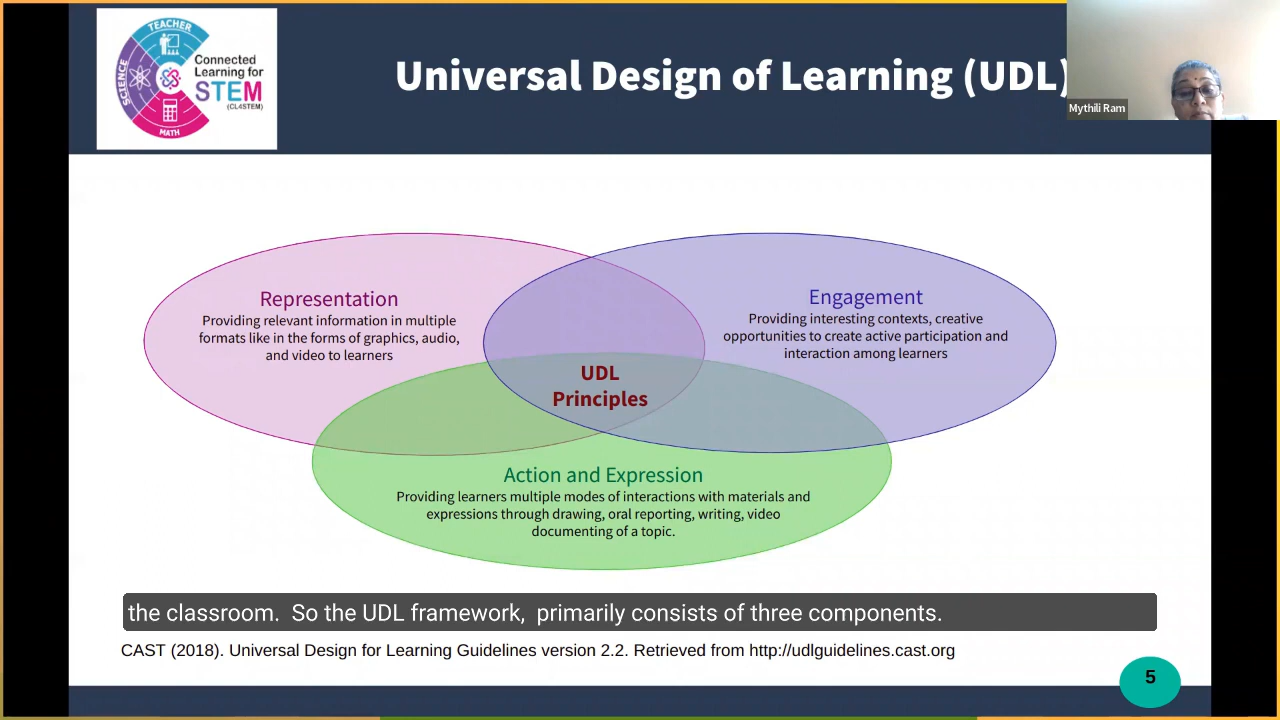 TEACHER
SCIENCE
MATH
Connected
Learning for
STEM
(CL4STEM)
Universal Design of Learning (UDL)
Mythili Ram
Representation
Providing relevant information in multiple
formats like in the forms of graphics, audio,
and video to learners
Engagement
Providing interesting contexts, creative
opportunities to create active participation and
interaction among learners
UDL
Principles
Action and Expression
Providing learners multiple modes of interactions with materials and
expressions through drawing, oral reporting, writing, video
documenting of a topic.
the classroom.  So the UDL framework,  primarily consists of three components.
CAST (2018). Universal Design for Learning Guidelines version 2.2. Retrieved from http://udlguidelines.cast.org
5